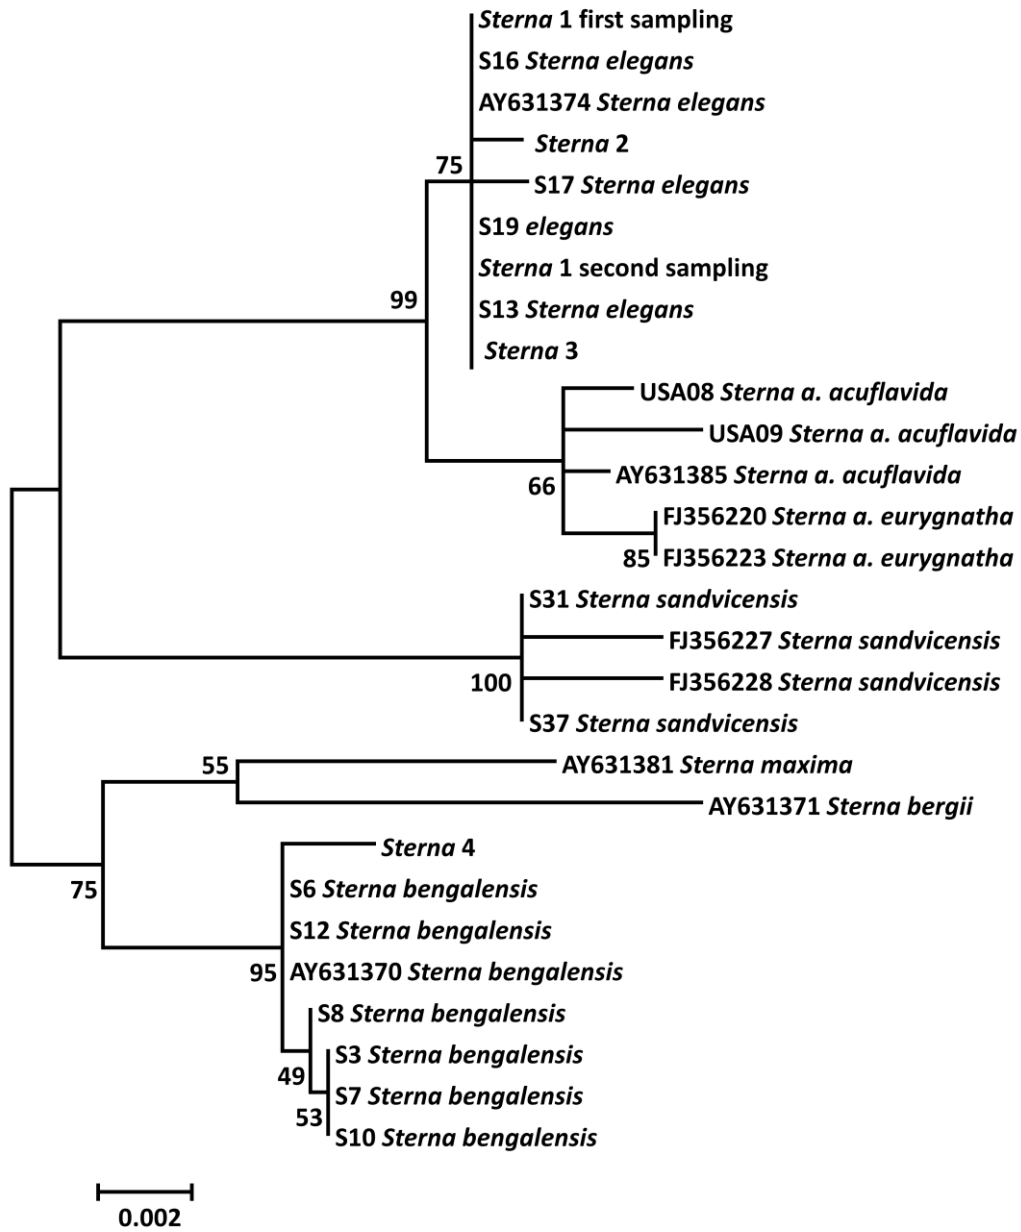 Sterna 1 first sampling
S16 Sterna elegans
AY631374 Sterna elegans
Sterna 2
75
S17 Sterna elegans
S19 elegans
Sterna 1 second sampling
99
S13 Sterna elegans
Sterna 3
USA08 Sterna a. acuflavida
USA09 Sterna a. acuflavida
AY631385 Sterna a. acuflavida
66
FJ356220 Sterna a. eurygnatha
85
FJ356223 Sterna a. eurygnatha
S31 Sterna sandvicensis
FJ356227 Sterna sandvicensis
FJ356228 Sterna sandvicensis
100
S37 Sterna sandvicensis
55
AY631381 Sterna maxima
AY631371 Sterna bergii
Sterna 4
75
S6 Sterna bengalensis
S12 Sterna bengalensis
95
AY631370 Sterna bengalensis
S8 Sterna bengalensis
S3 Sterna bengalensis
49
S7 Sterna bengalensis
53
S10 Sterna bengalensis
0.002